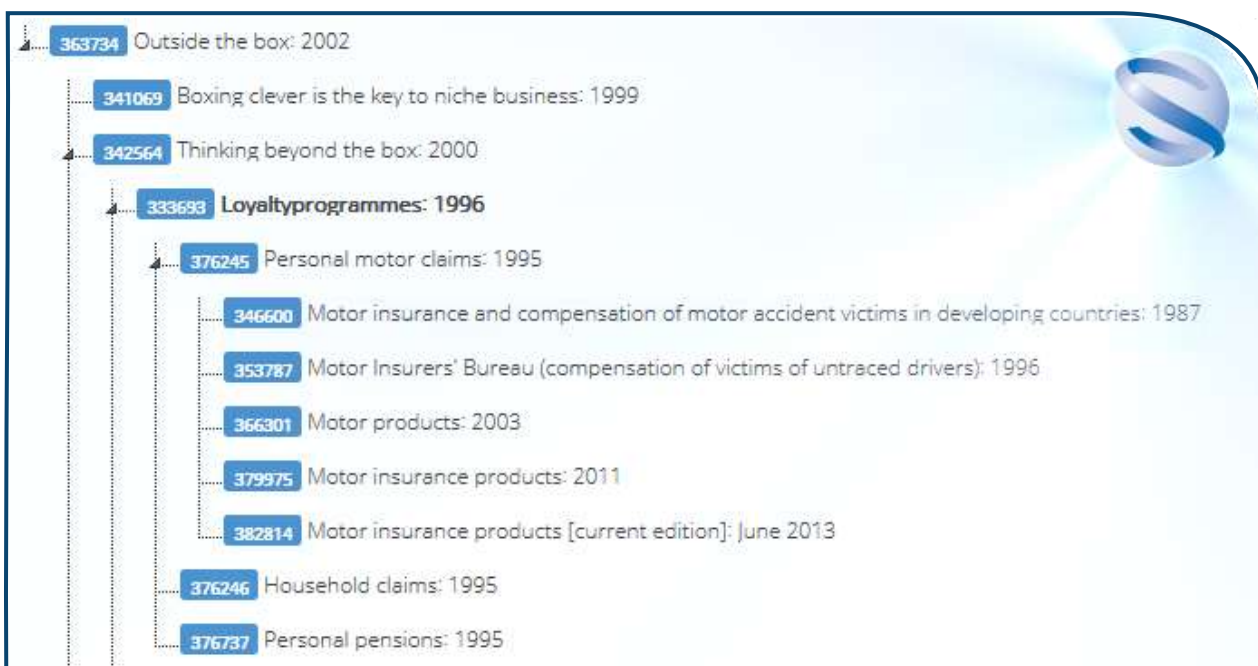 363734 Outside the box: 2002
341069 Boxing clever is the key to niche business: 1999
342564 Thinking beyond the box: 2000
333693 Loyaltyprogrammes: 1996
376245 Personal motor claims: 1995
346600 Motor insurance and compensation of motor accident victims in developing countries: 1987
353787 Motor Insurers' Bureau (compensation of victims of untraced drivers): 1996
366301 Motor products: 2003
379975 Motor insurance products: 2011
382814 Motor insurance products [current edition]: June 2013
376246 Household claims: 1995
376737 Personal pensions: 1995